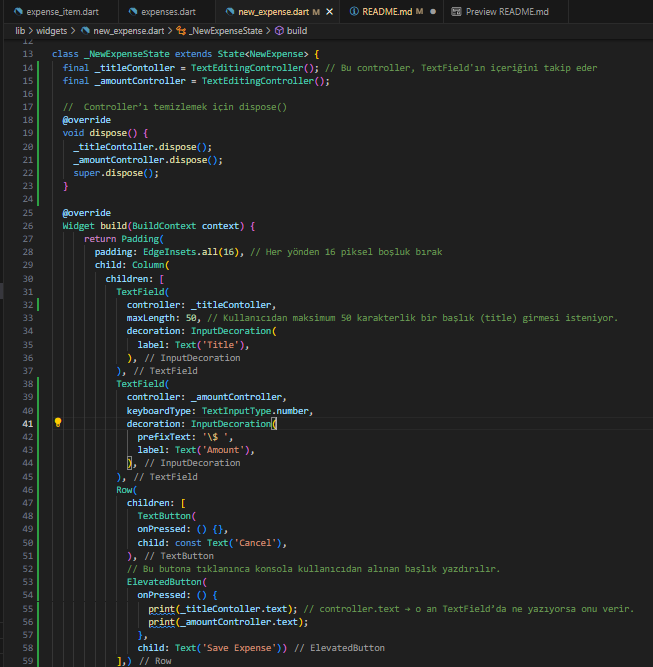 expense_item.dart expenses.dart new_expense.dart M README.md M Preview README.md
lib > widgets > new_expense.dart > _NewExpenseState > build
12
13 class _NewExpenseState extends State<NewExpense> {
14 final _titleContoller = TextEditingController(); // Bu controller, TextField'ın içeriğini takip eder
15 final _amountController = TextEditingController();
16
17 // Controller’ı temizlemek için dispose()
18 @override
19 void dispose() {
20 _titleContoller.dispose();
21 _amountController.dispose();
22 super.dispose();
23 }
24
25 @override
26 Widget build(BuildContext context) {
27 return Padding(
28 padding: EdgeInsets.all(16), // Her yönden 16 piksel boşluk bırak
29 child: Column(
30 children: [
31 TextField(
32 controller: _titleContoller,
33 maxLength: 50, // Kullanıcıdan maksimum 50 karakterlik bir başlık (title) girmesi isteniyor.
34 decoration: InputDecoration(
35 label: Text('Title'),
36 ), // InputDecoration
37 ), // TextField
38 TextField(
39 controller: _amountController,
40 keyboardType: TextInputType.number,
41 decoration: InputDecoration(
42 prefixText: '\$ ',
43 label: Text('Amount'),
44 ), // InputDecoration
45 ), // TextField
46 Row(
47 children: [
48 TextButton(
49 onPressed: () {},
50 child: const Text('Cancel'),
51 ), // TextButton
52 // Bu butona tıklanınca konsola kullanıcıdan alınan başlık yazdırılır.
53 ElevatedButton(
54 onPressed: () {
55 print(_titleContoller.text); // controller.text → o an TextField’da ne yazıyorsa onu verir.
56 print(_amountController.text);
57 },
58 child: Text('Save Expense')) // ElevatedButton
59 ],) // Row